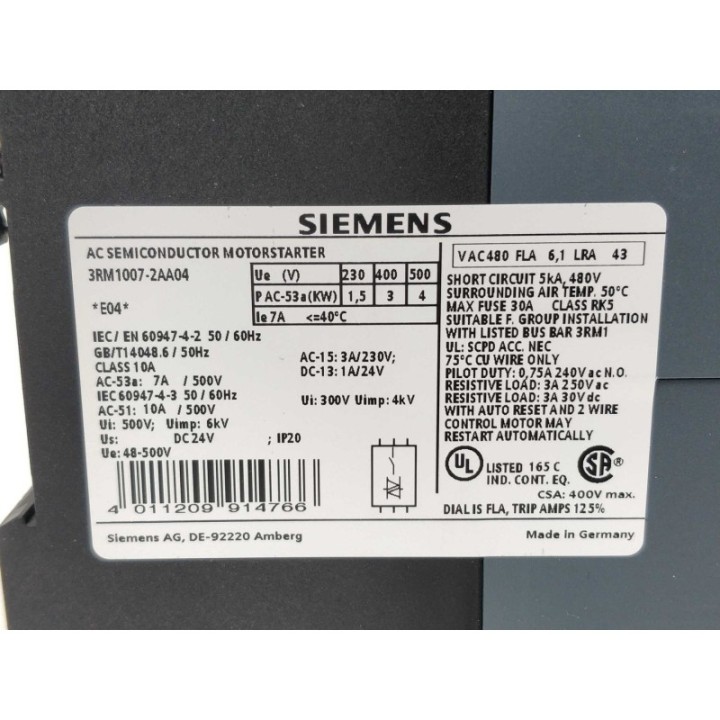 SIEMENS
AC SEMICONDUCTOR MOTORSTARTER
3RM1007-2AA04
*E04*
Ue (V) 230 400 500
P AC-53a(KW) 1,5 3 4
Ie 7A <=40°C
IEC/ EN 60947-4-2 50 / 60Hz
GB/T14048.6 / 50Hz
CLASS 10A
AC-53a: 7A / 500V
IEC 60947-4-3 50 / 60Hz
AC-51: 10A / 500V
Ui: 500V; Uimp: 6kV
Us: DC 24V ; IP20
Ue: 48-500V
AC-15: 3A/230V;
DC-13: 1A/24V
Ui: 300V Uimp: 4kV
4 011209 914766
VAC480 FLA 6,1 LRA 43
SHORT CIRCUIT 5kA, 480V
SURROUNDING AIR TEMP. 50°C
MAX FUSE 30A CLASS RK5
SUITABLE F. GROUP INSTALLATION
WITH LISTED BUS BAR 3RM1
UL: SCPD ACC. NEC
75°C CU WIRE ONLY
PILOT DUTY: 0,75A 240V ac N.O.
RESISTIVE LOAD: 3A 250V ac
RESISTIVE LOAD: 3A 30V dc
WITH AUTO RESET AND 2 WIRE
CONTROL MOTOR MAY
RESTART AUTOMATICALLY
UL LISTED 165 C
IND. CONT. EQ.
SA ®
CSA: 400V max.
DIAL IS FLA, TRIP AMPS 125%
Siemens AG, DE-92220 Amberg
Made in Germany